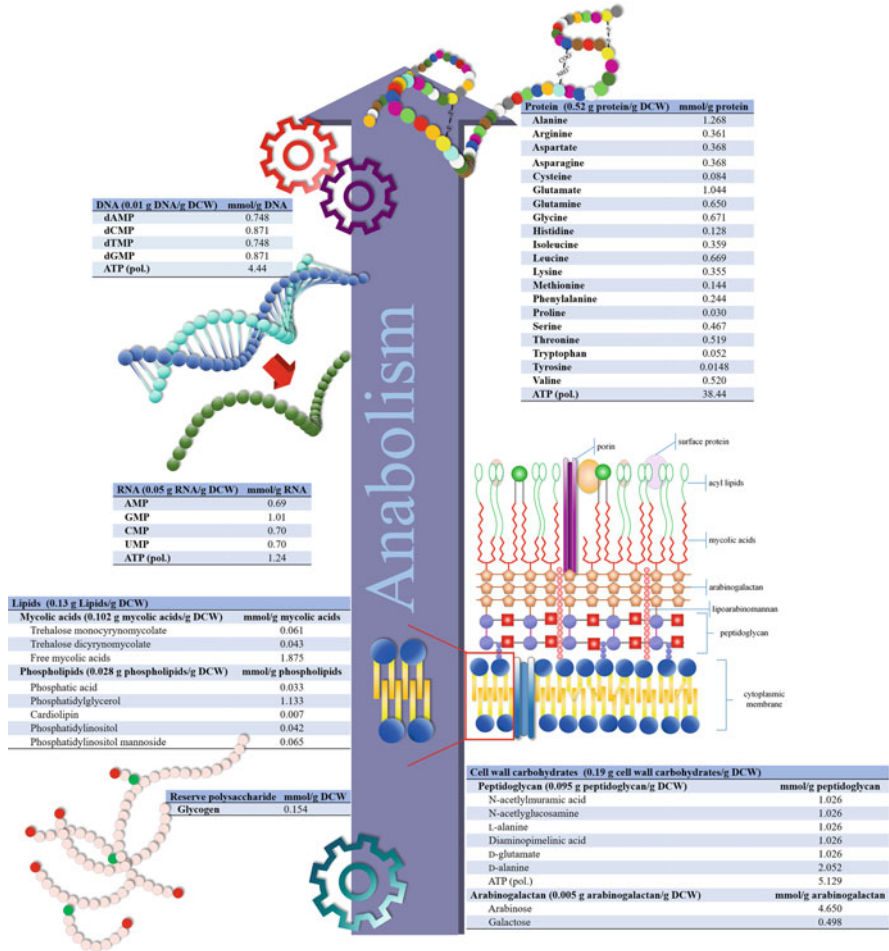 COO⁻
NH3⁺
S
S
S
S
Protein (0.52 g protein/g DCW) mmol/g protein
Alanine 1.268
Arginine 0.361
Aspartate 0.368
Asparagine 0.368
Cysteine 0.084
Glutamate 1.044
Glutamine 0.650
Glycine 0.671
Histidine 0.128
Isoleucine 0.359
Leucine 0.669
Lysine 0.355
Methionine 0.144
Phenylalanine 0.244
Proline 0.030
Serine 0.467
Threonine 0.519
Tryptophan 0.052
Tyrosine 0.0148
Valine 0.520
ATP (pol.) 38.44
DNA (0.01 g DNA/g DCW) mmol/g DNA
dAMP 0.748
dCMP 0.871
dTMP 0.748
dGMP 0.871
ATP (pol.) 4.44
Anabolism
RNA (0.05 g RNA/g DCW) mmol/g RNA
AMP 0.69
GMP 1.01
CMP 0.70
UMP 0.70
ATP (pol.) 1.24
porin
surface protein
acyl lipids
mycolic acids
arabinogalactan
lipoarabinomannan
peptidoglycan
cytoplasmic
membrane
Lipids (0.13 g Lipids/g DCW)
Mycolic acids (0.102 g mycolic acids/g DCW) mmol/g mycolic acids
Trehalose monocyrynomycolate 0.061
Trehalose dicyrynomycolate 0.043
Free mycolic acids 1.875
Phospholipids (0.028 g phospholipids/g DCW) mmol/g phospholipids
Phosphatic acid 0.033
Phosphatidylglycerol 1.133
Cardiolipin 0.007
Phosphatidylinositol 0.042
Phosphatidylinositol mannoside 0.065
Reserve polysaccharide mmol/g DCW
Glycogen 0.154
Cell wall carbohydrates (0.19 g cell wall carbohydrates/g DCW)
Peptidoglycan (0.095 g peptidoglycan/g DCW) mmol/g peptidoglycan
N-acetlylmuramic acid 1.026
N-acetyglucosamine 1.026
L-alanine 1.026
Diaminopimelinic acid 1.026
D-glutamate 1.026
D-alanine 2.052
ATP (pol.) 5.129
Arabinogalactan (0.005 g arabinogalactan/g DCW) mmol/g arabinogalactan
Arabinose 4.650
Galactose 0.498